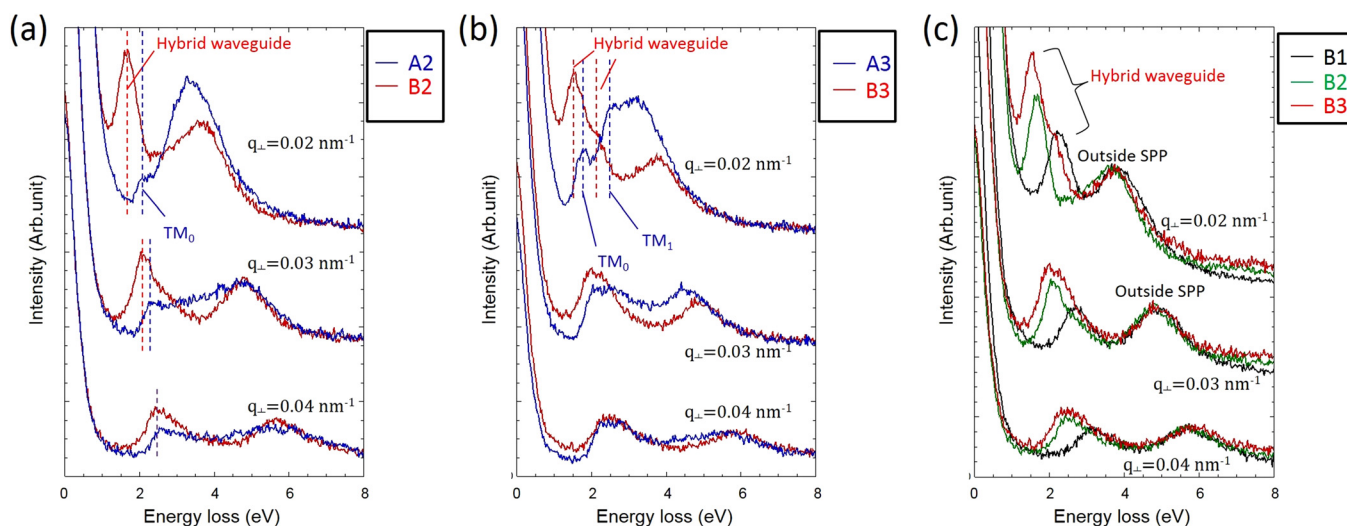 (a)
Hybrid waveguide
A2
B2
q⊥=0.02 nm⁻¹
TM₀
q⊥=0.03 nm⁻¹
q⊥=0.04 nm⁻¹
Intensity (Arb.unit)
0 2 4 6 8
Energy loss (eV)
(b)
Hybrid waveguide
A3
B3
q⊥=0.02 nm⁻¹
TM₁
TM₀
q⊥=0.03 nm⁻¹
q⊥=0.04 nm⁻¹
Intensity (Arb.unit)
0 2 4 6 8
Energy loss (eV)
(c)
B1
B2
B3
Hybrid waveguide
Outside SPP
q⊥=0.02 nm⁻¹
Outside SPP
q⊥=0.03 nm⁻¹
q⊥=0.04 nm⁻¹
Intensity (Arb.unit)
0 2 4 6 8
Energy loss (eV)